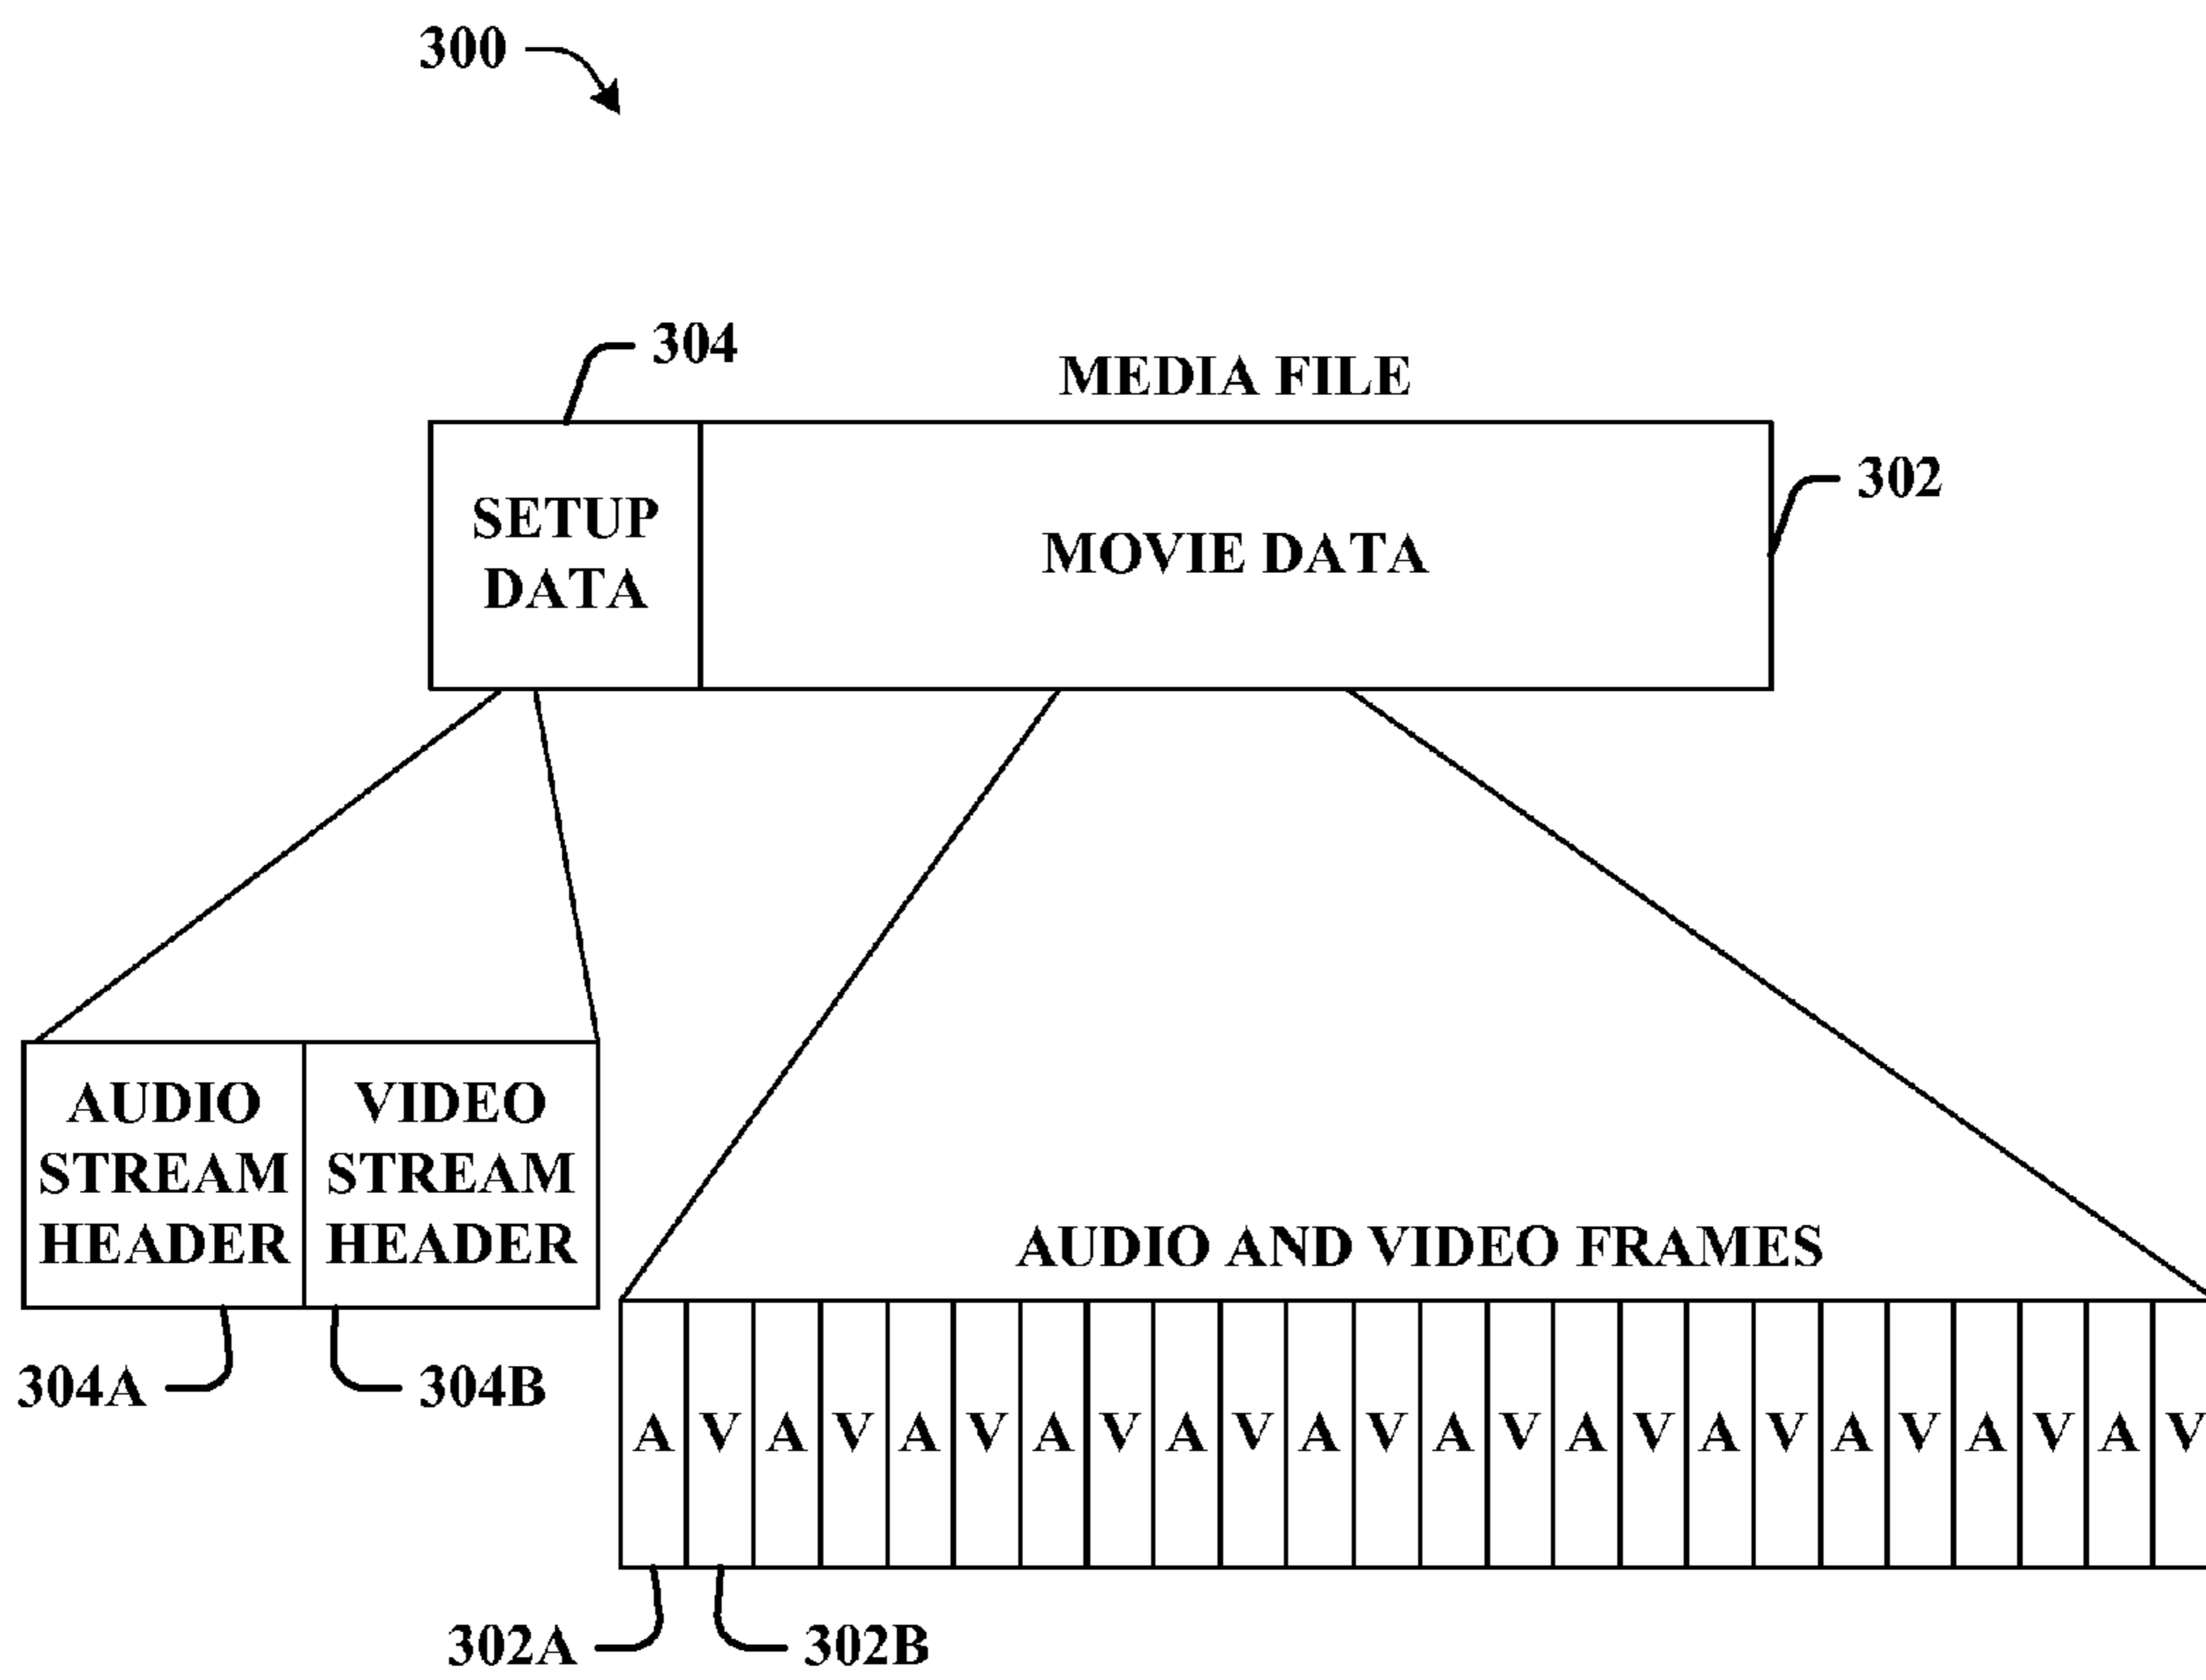 300
304
MEDIA FILE
302
SETUP
DATA
MOVIE DATA
AUDIO
STREAM
HEADER
VIDEO
STREAM
HEADER
304A
304B
AUDIO AND VIDEO FRAMES
A V A V A V A V A V A V A V A V A V A V A V A V
302A
302B